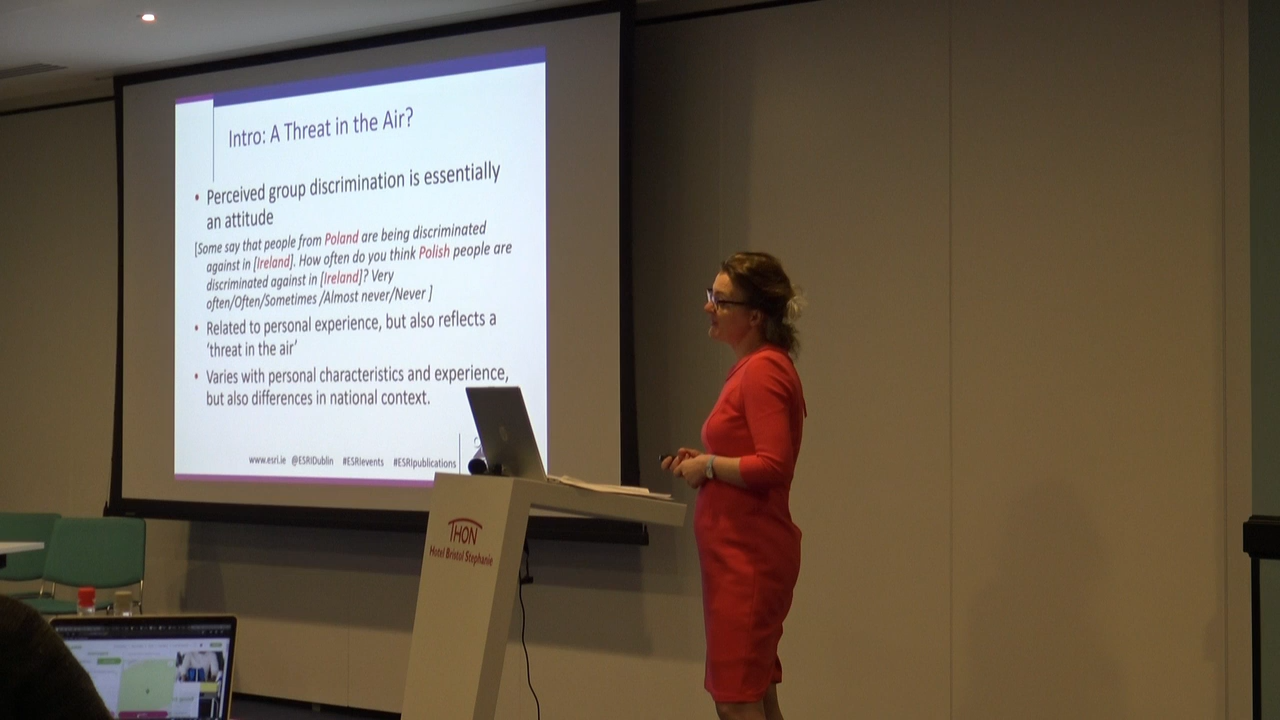 Intro: A Threat in the Air?
• Perceived group discrimination is essentially
an attitude
[Some say that people from Poland are being discriminated
against in [Ireland]. How often do you think Polish people are
discriminated against in [Ireland]? Very
often/Often/Sometimes /Almost never/Never ]
• Related to personal experience, but also reflects a
‘threat in the air’
• Varies with personal characteristics and experience,
but also differences in national context.
www.esri.ie @ESRIDublin #ESRIevents #ESRIpublications
THON
Hotel Bristol Stephanie